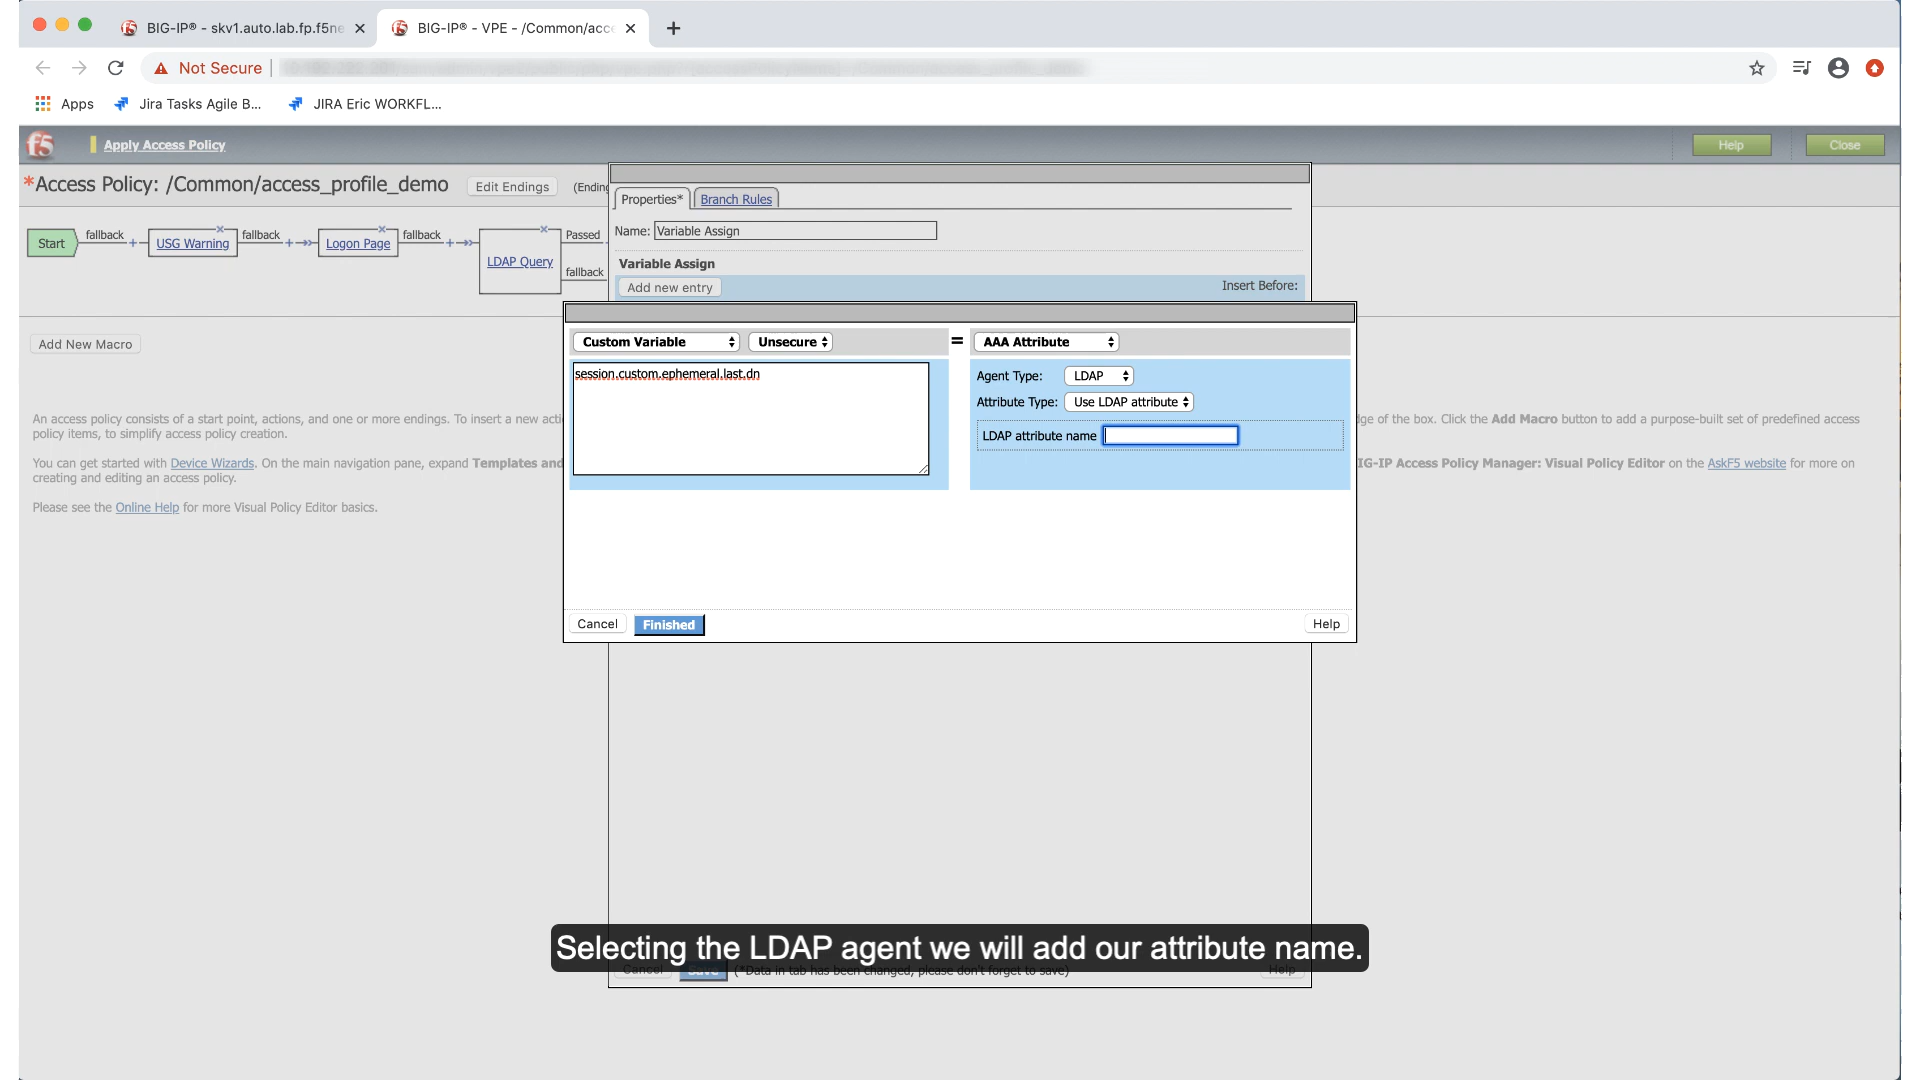 BIG-IP® - skv1.auto.lab.fp.f5ne
BIG-IP® - VPE - /Common/acce
Not Secure
Apps
Jira Tasks Agile B...
JIRA Eric WORKFL...
f5
Apply Access Policy
Help
Close
*Access Policy: /Common/access_profile_demo
Edit Endings
(Ending
Properties*
Branch Rules
Name: Variable Assign
Start
fallback
USG Warning
fallback
Logon Page
fallback
LDAP Query
Passed
fallback
Variable Assign
Add new entry
Insert Before:
Custom Variable
Unsecure
=
AAA Attribute
session.custom.ephemeral.last.dn
Agent Type: LDAP
Attribute Type: Use LDAP attribute
LDAP attribute name
Cancel
Finished
Help
Add New Macro
An access policy consists of a start point, actions, and one or more endings. To insert a new acti
dge of the box. Click the Add Macro button to add a purpose-built set of predefined access
policy items, to simplify access policy creation.
You can get started with Device Wizards. On the main navigation pane, expand Templates and
IG-IP Access Policy Manager: Visual Policy Editor on the AskF5 website for more on
creating and editing an access policy.
Please see the Online Help for more Visual Policy Editor basics.
Selecting the LDAP agent we will add our attribute name.
Cancel
Save
(*Data in tab has been changed, please don't forget to save)
Help